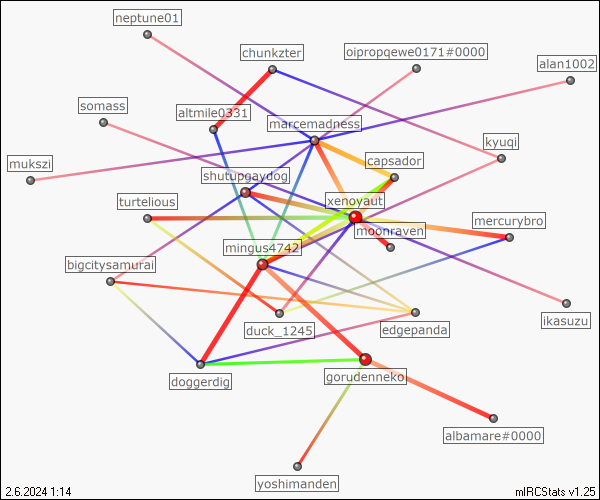 neptune01
chunkzter
oipropqewe0171#0000
alan1002
somass
altmile0331
marcemadness
kyuqi
mukszi
capsador
shutupgaydog
turtelious
xenoyout
moonraven
mercurybro
mingus4742
bigcitysamurai
duck_1245
edgepanda
ikasuzu
doggerdig
gorudenneko
albamare#0000
yoshimanden
2.6.2024 1:14
mIRCStats v1.25